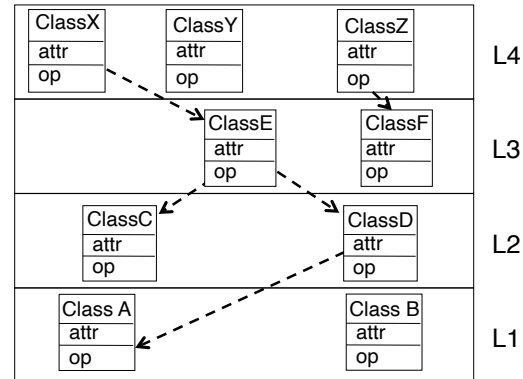 ClassX
attr
op
ClassY
attr
op
ClassZ
attr
op
L4
ClassE
attr
op
ClassF
attr
op
L3
ClassC
attr
op
ClassD
attr
op
L2
Class A
attr
op
Class B
attr
op
L1